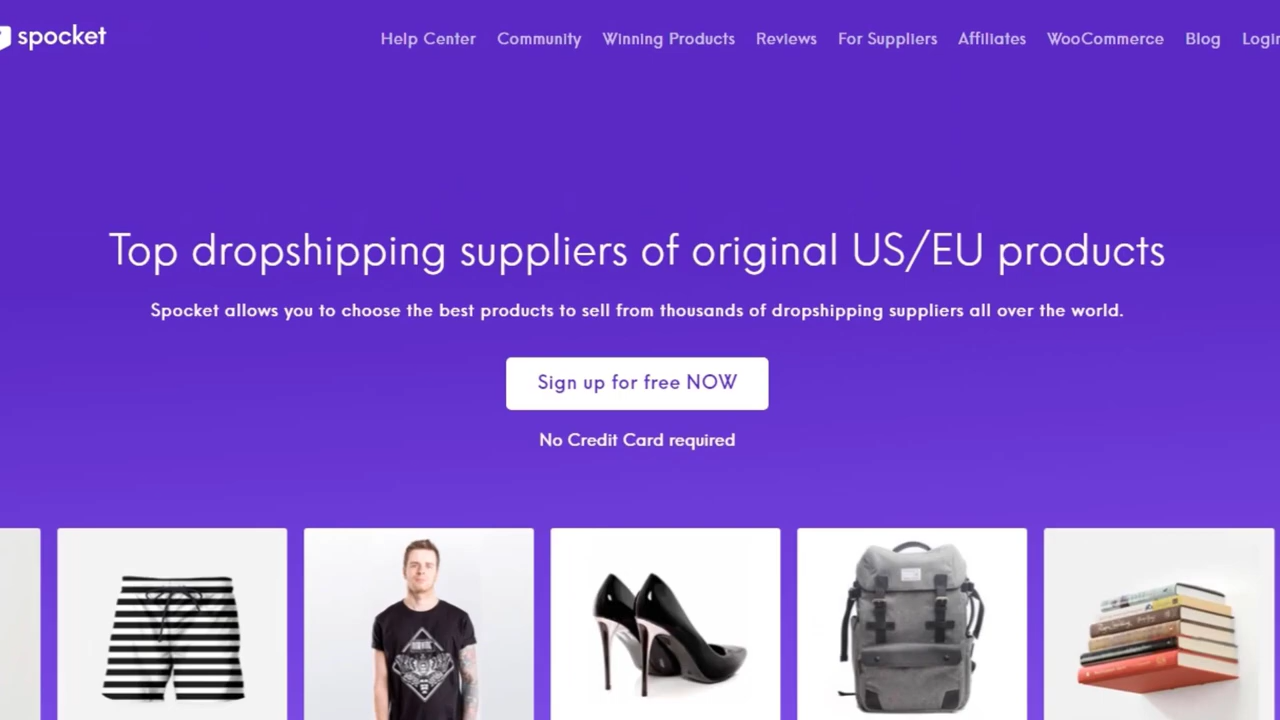 spocket
Help Center Community Winning Products Reviews For Suppliers Affiliates WooCommerce Blog Login
Top dropshipping suppliers of original US/EU products
Spocket allows you to choose the best products to sell from thousands of dropshipping suppliers all over the world.
Sign up for free NOW
No Credit Card required